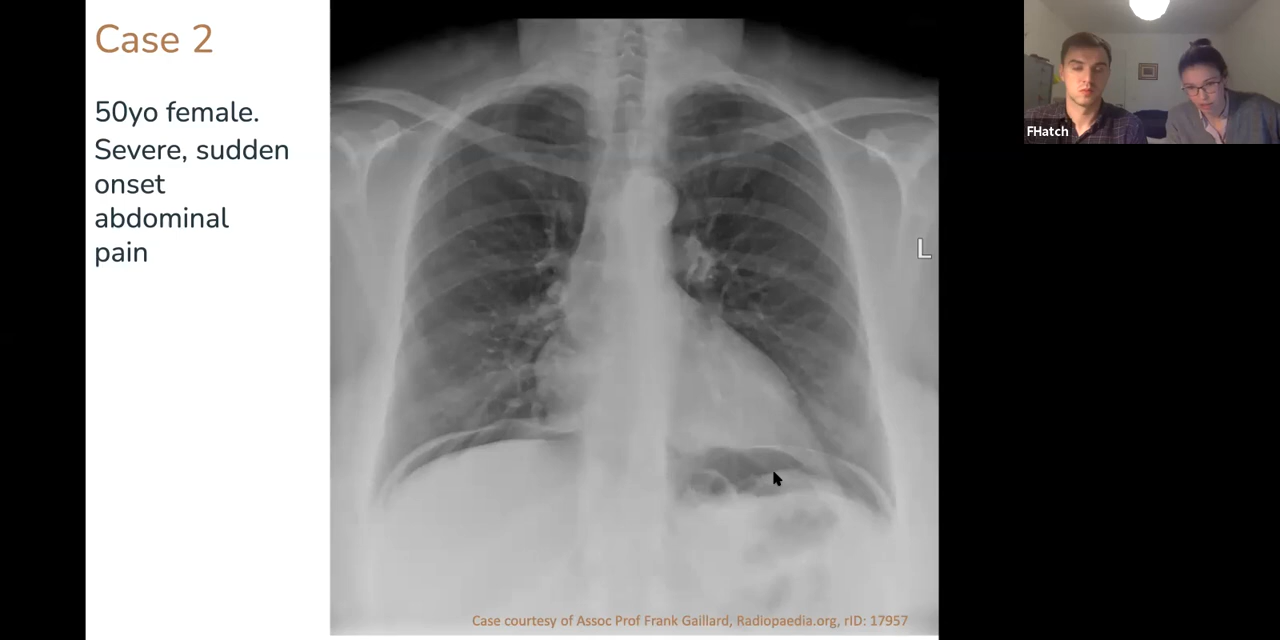 Case 2
50yo female.
Severe, sudden
onset
abdominal
pain
L
Case courtesy of Assoc Prof Frank Gaillard, Radiopaedia.org, rID: 17957
FHatch